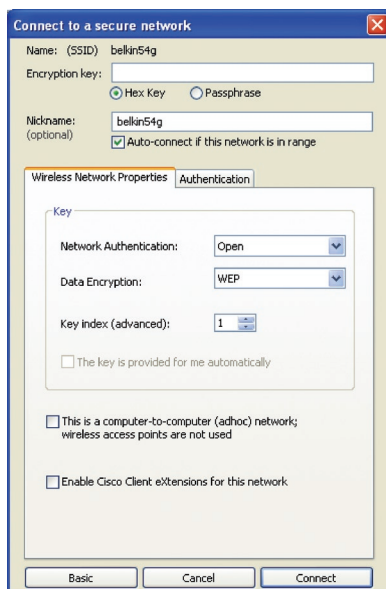 Connect to a secure network
Name: (SSID) belkin54g
Encryption key:
Hex Key Passphrase
Nickname: belkin54g
(optional)
Auto-connect if this network is in range
Wireless Network Properties Authentication
Key
Network Authentication: Open
Data Encryption: WEP
Key index (advanced): 1
The key is provided for me automatically
This is a computer-to-computer (adhoc) network;
wireless access points are not used
Enable Cisco Client eXtensions for this network
Basic Cancel Connect